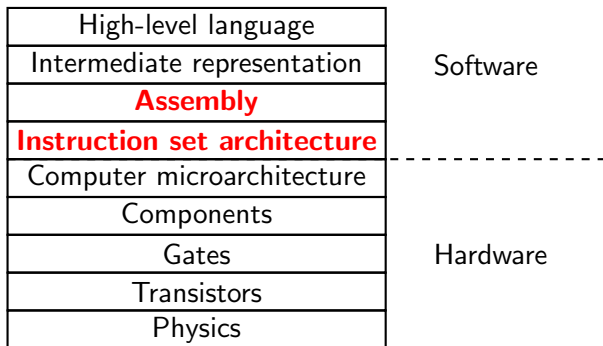 High-level language
Intermediate representation
Software
Assembly
Instruction set architecture
Computer microarchitecture
Components
Gates
Hardware
Transistors
Physics